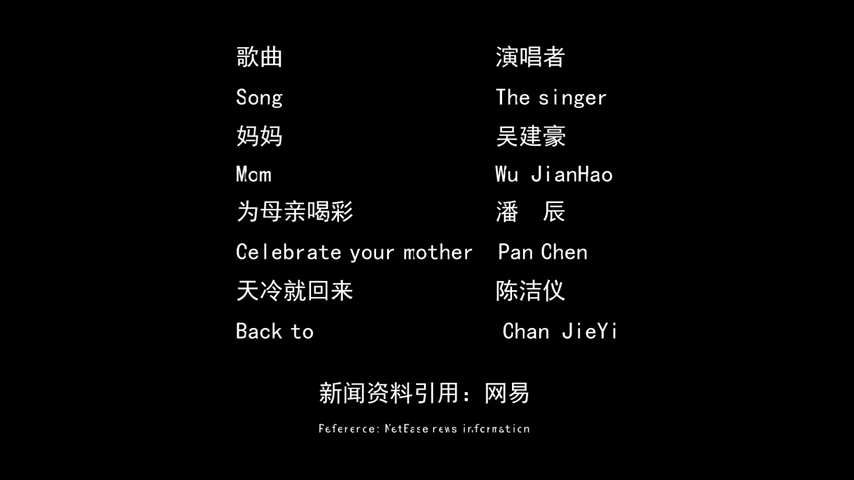 歌曲 演唱者
Song The singer
妈妈 吴建豪
Mom Wu JianHao
为母亲喝彩 潘 辰
Celebrate your mother Pan Chen
天冷就回来 陈洁仪
Back to Chan JieYi
新闻资料引用：网易
Reference: NetEase news information